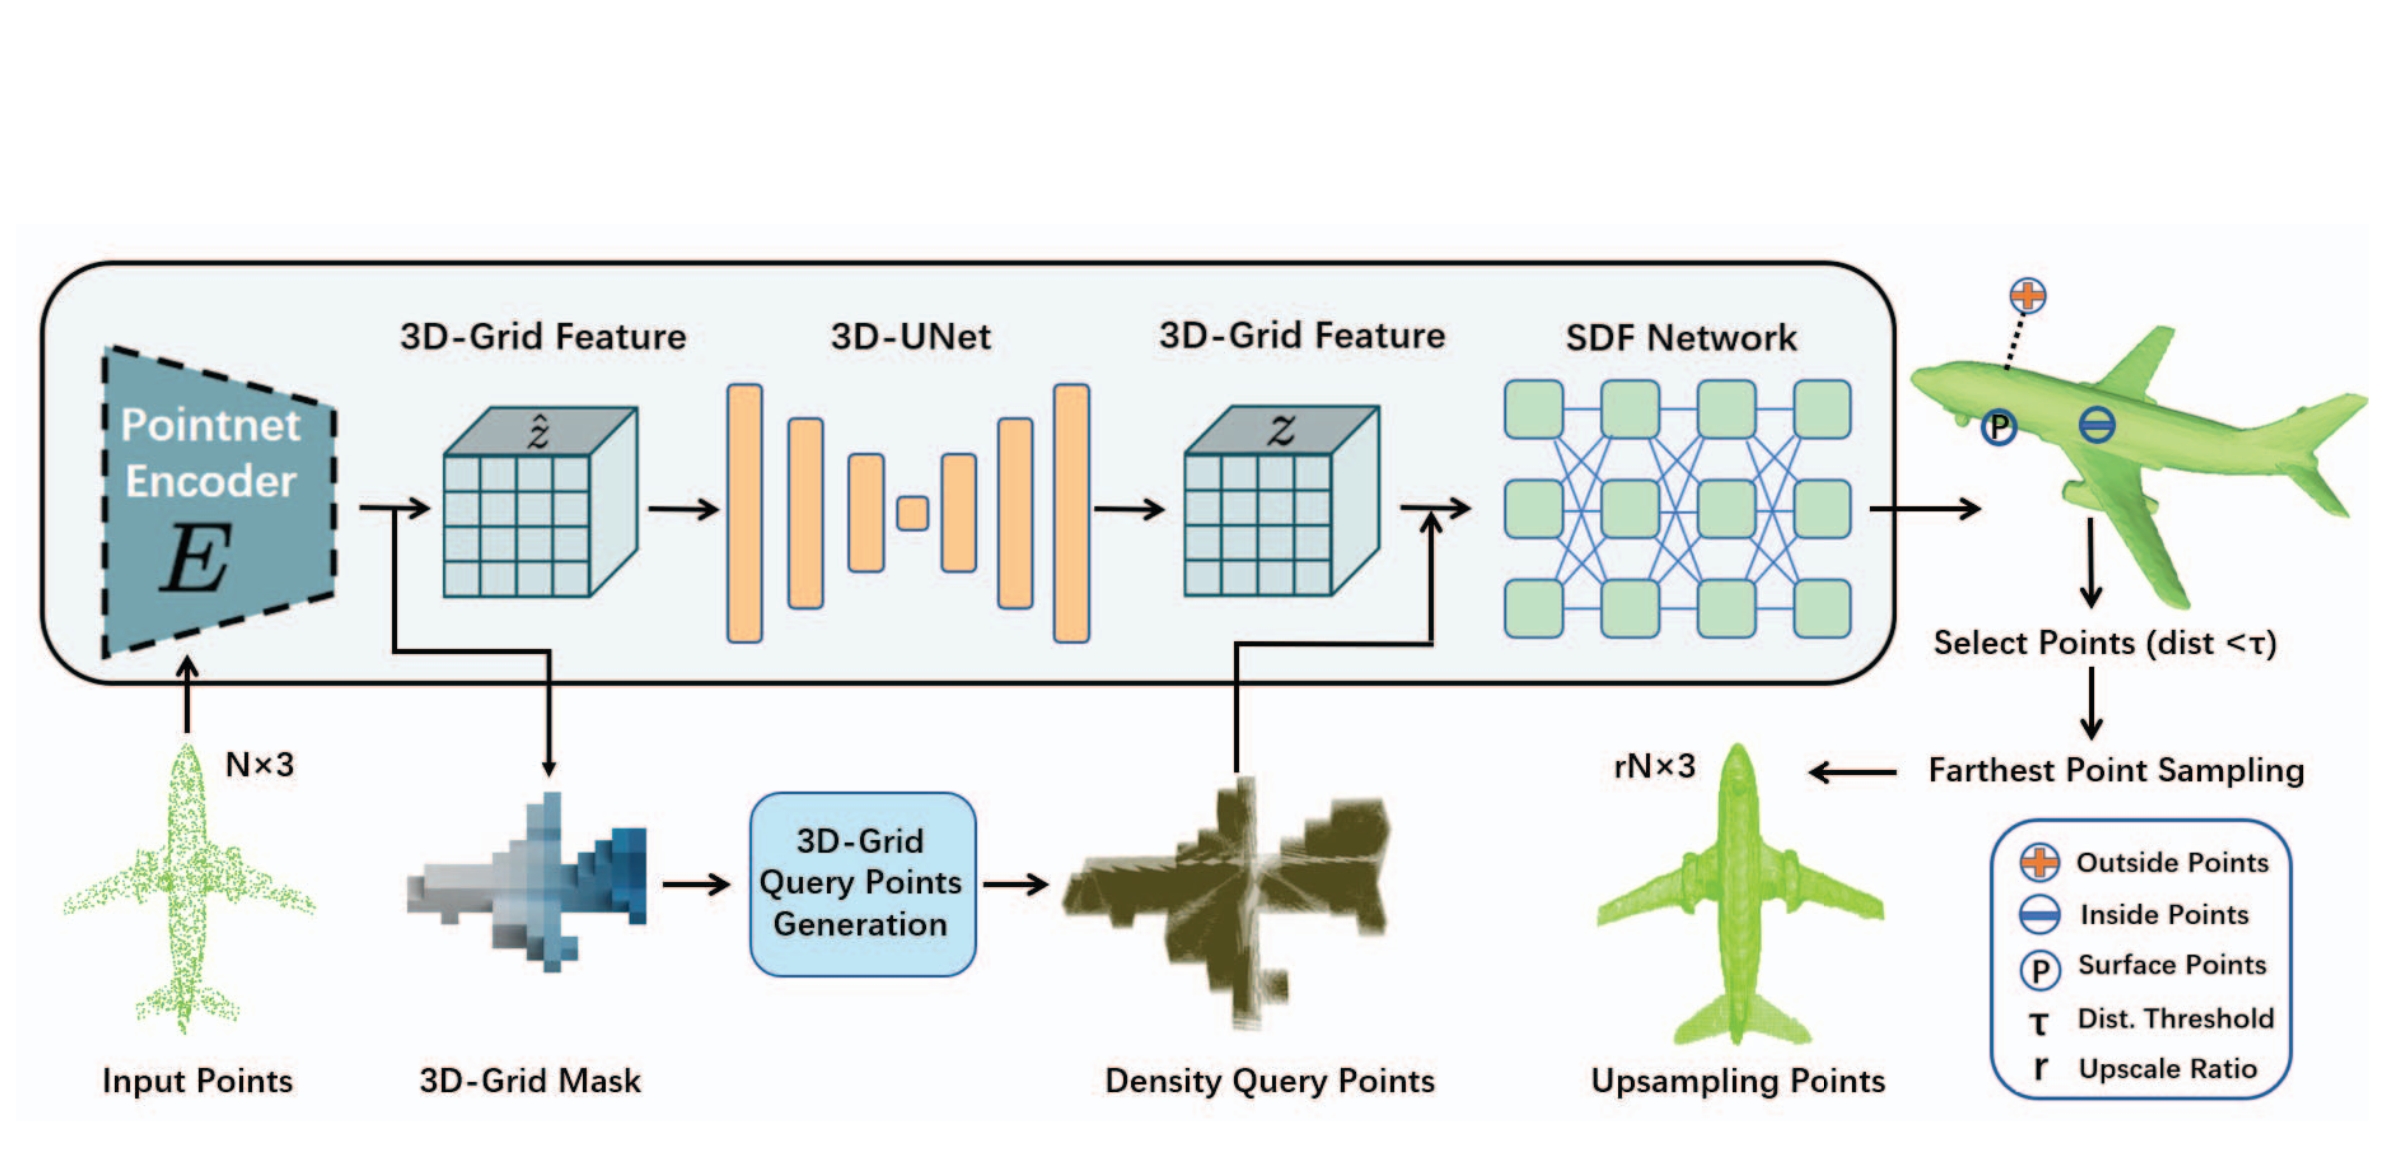 3D-Grid Feature
3D-UNet
3D-Grid Feature
SDF Network
Pointnet
Encoder
E
ẑ
z
P
Select Points (dist <τ)
N×3
rN×3
Farthest Point Sampling
3D-Grid
Query Points
Generation
Outside Points
Inside Points
P Surface Points
τ Dist. Threshold
r Upscale Ratio
Input Points
3D-Grid Mask
Density Query Points
Upsampling Points